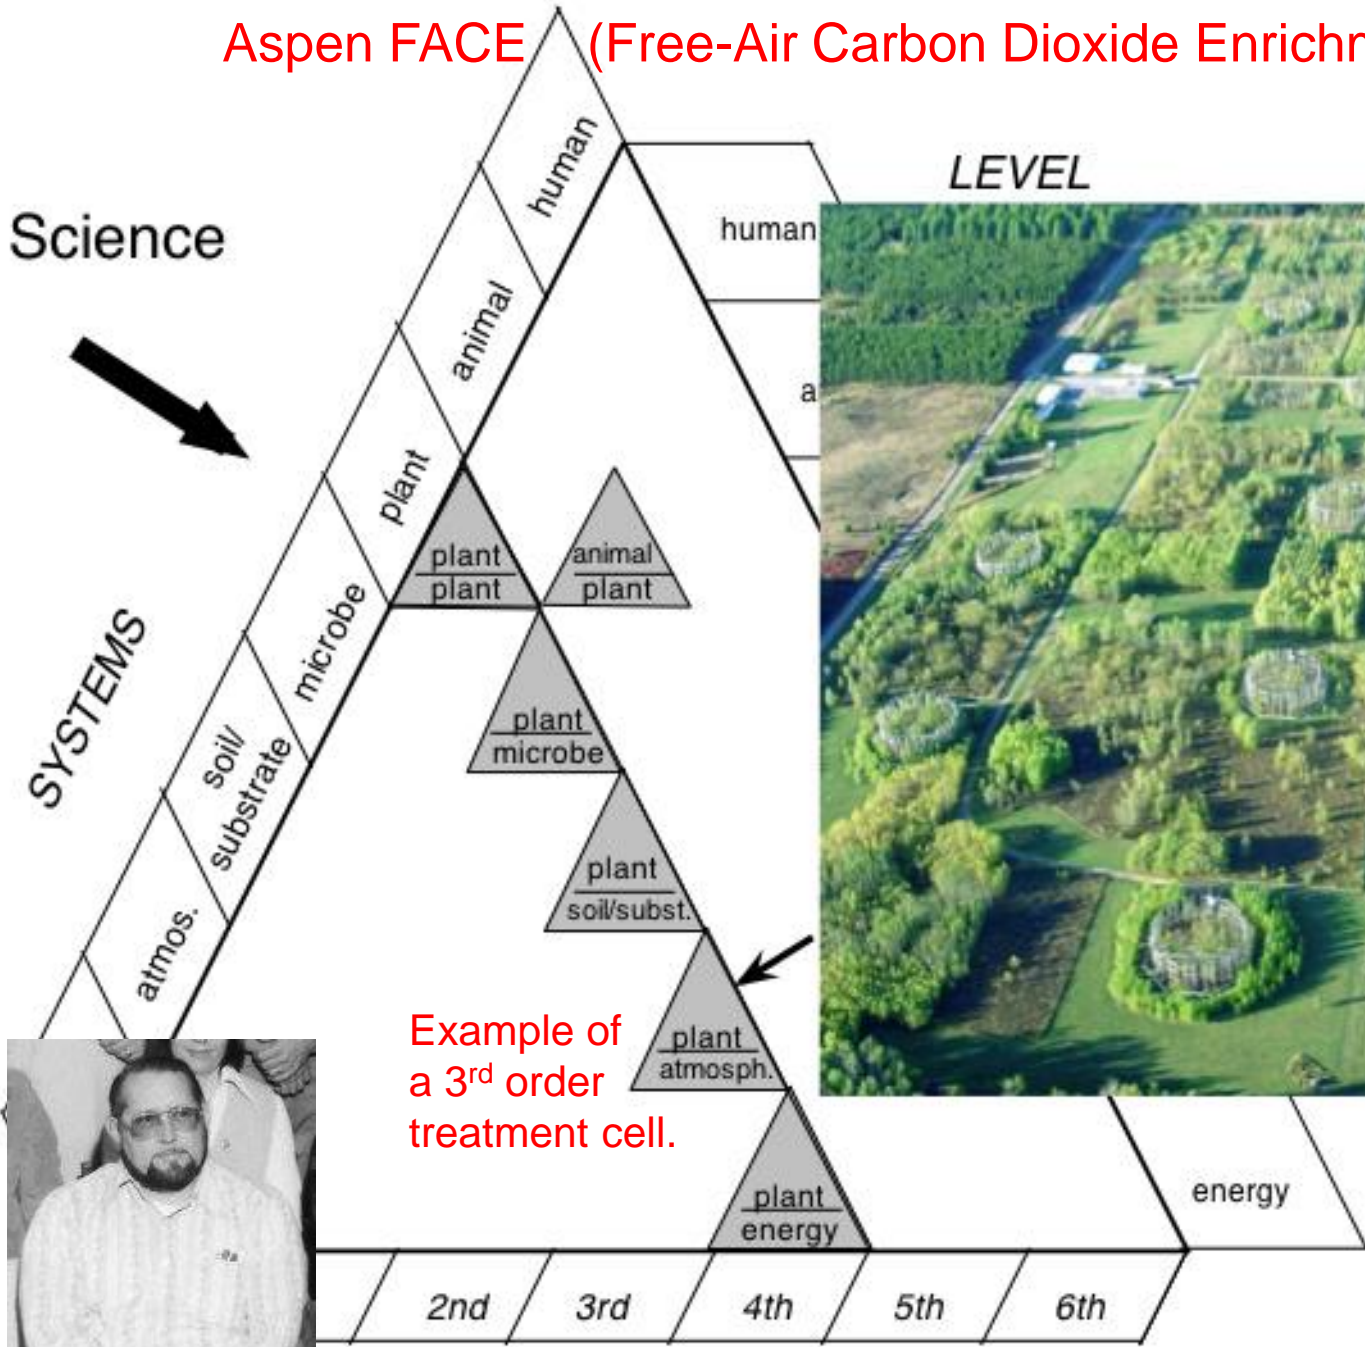 Aspen FACE (Free-Air Carbon Dioxide Enrichm
LEVEL
Science
SYSTEMS
human
animal
plant
microbe
soil/
substrate
atmos.
human
a
plant
plant
animal
plant
plant
microbe
plant
soil/subst.
plant
atmosph.
plant
energy
Example of
a 3rd order
treatment cell.
energy
2nd 3rd 4th 5th 6th